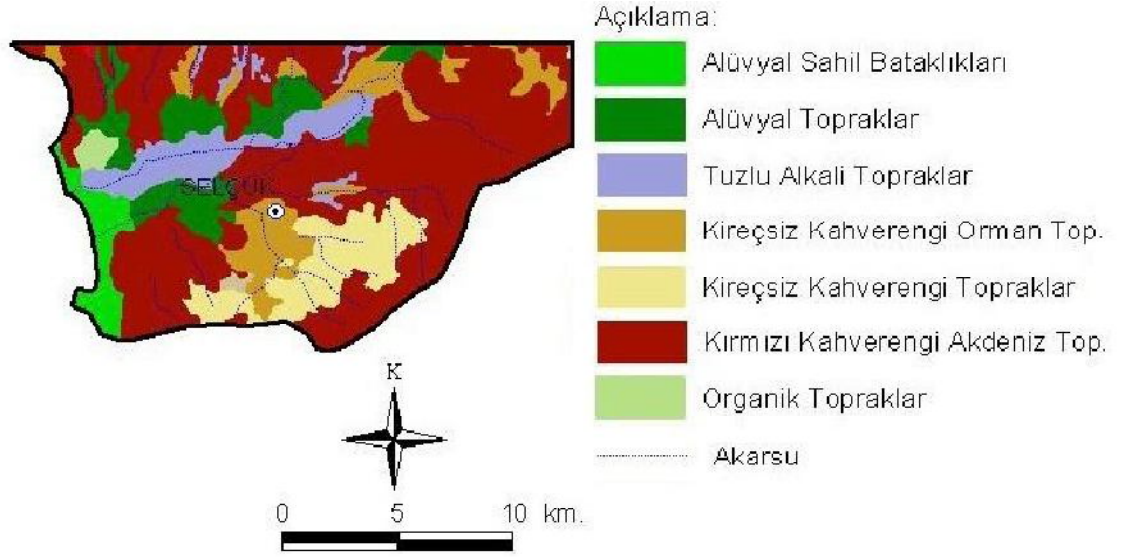 Açıklama:
Alüvyal Sahil Bataklıkları
Alüvyal Topraklar
Tuzlu Alkali Topraklar
SELÇUK
Kireçsiz Kahverengi Orman Top.
Kireçsiz Kahverengi Topraklar
Kırmızı Kahverengi Akdeniz Top.
K
Organik Topraklar
Akarsu
0 5 10 km.